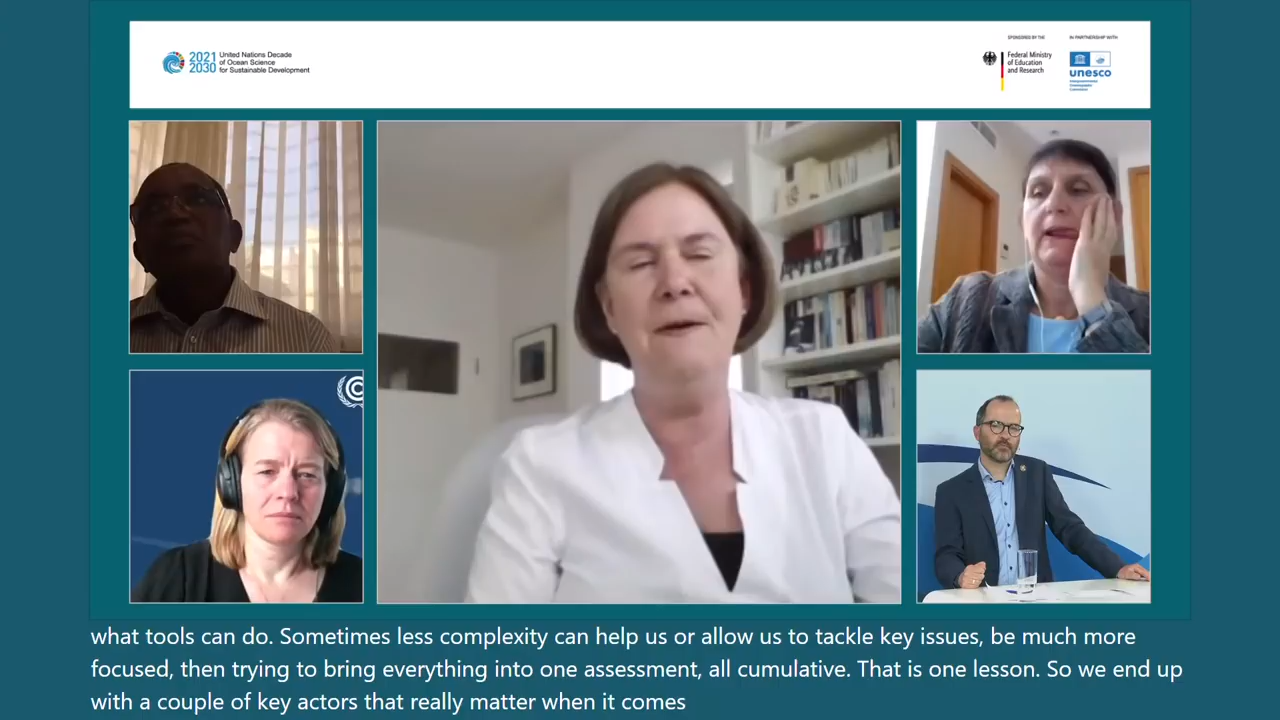 2021
2030
United Nations Decade
of Ocean Science
for Sustainable Development
SPONSORED BY THE
Federal Ministry
of Education
and Research
IN PARTNERSHIP WITH
unesco
Intergovernmental
Oceanographic
Commission
what tools can do. Sometimes less complexity can help us or allow us to tackle key issues, be much more
focused, then trying to bring everything into one assessment, all cumulative. That is one lesson. So we end up
with a couple of key actors that really matter when it comes